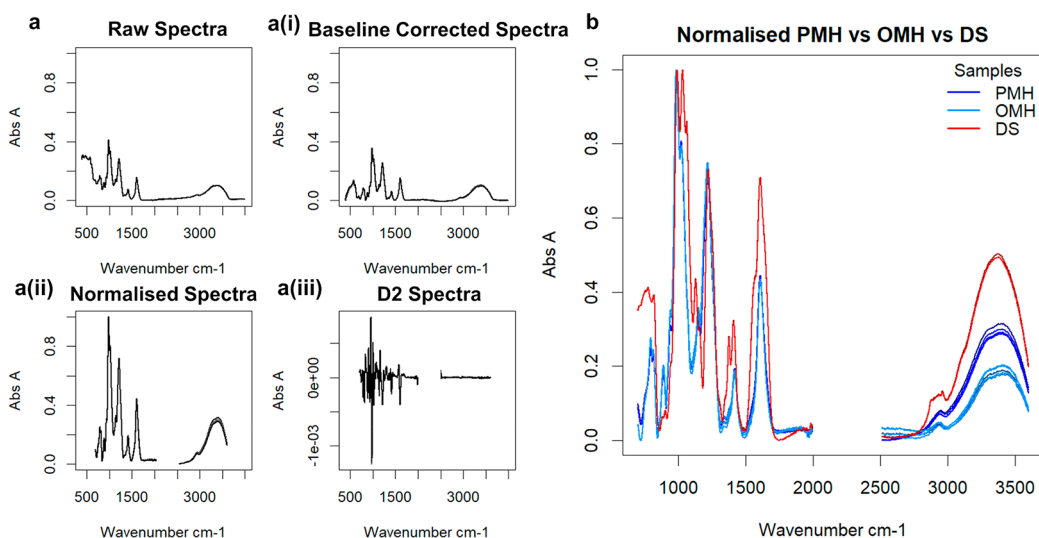 a
Raw Spectra
Abs A
0.0
0.4
0.8
500
1500
3000
Wavenumber cm-1
a(i)
Baseline Corrected Spectra
Abs A
0.0
0.4
0.8
500
1500
3000
Wavenumber cm-1
a(ii)
Normalised Spectra
Abs A
0.0
0.4
0.8
500
1500
3000
Wavenumber cm-1
a(iii)
D2 Spectra
Abs A
-1e-03
0e+00
500
1500
3000
Wavenumber cm-1
b
Normalised PMH vs OMH vs DS
Samples
PMH
OMH
DS
Abs A
0.0
0.2
0.4
0.6
0.8
1.0
1000
1500
2000
2500
3000
3500
Wavenumber cm-1